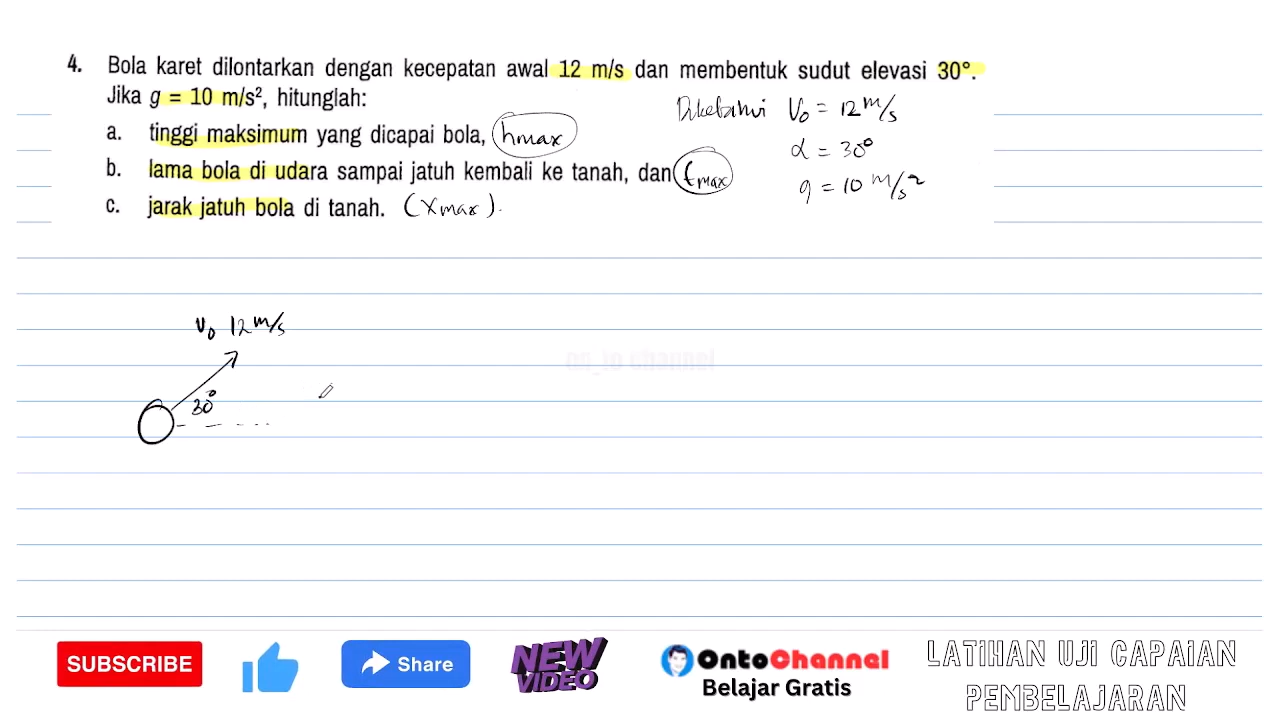 4. Bola karet dilontarkan dengan kecepatan awal 12 m/s dan membentuk sudut elevasi 30°.
Jika g = 10 m/s², hitunglah:
a. tinggi maksimum yang dicapai bola, hmax
b. lama bola di udara sampai jatuh kembali ke tanah, dan tmax
c. jarak jatuh bola di tanah. (Xmax).
Diketahui V₀ = 12 m/s
α = 30°
g = 10 m/s²
v₀ 12 m/s
30°
on_to channel
SUBSCRIBE
Share
NEW VIDEO
OntoChannel
Belajar Gratis
LATIHAN UJI CAPAIAN
PEMBELAJARAN